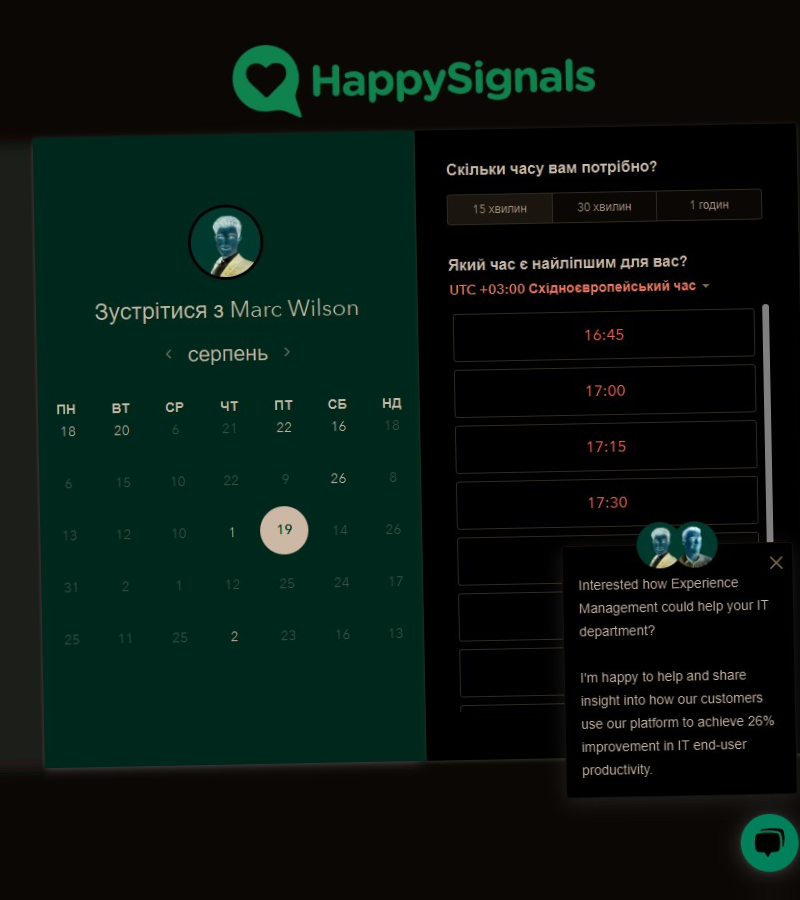 HappySignals
Зустрітися з Marc Wilson
серпень
ПН ВТ СР ЧТ ПТ СБ НД
18 20 6 21 22 16 18
6 15 10 22 9 26 8
13 12 10 1 19 14 26
31 2 1 12 25 24 17
25 11 25 2 23 16 13
Скільки часу вам потрібно?
15 хвилин 30 хвилин 1 годин
Який час є найліпшим для вас?
UTC +03:00 Східноєвропейський час
16:45
17:00
17:15
17:30
Interested how Experience
Management could help your IT
department?
I'm happy to help and share
insight into how our customers
use our platform to achieve 26%
improvement in IT end-user
productivity.